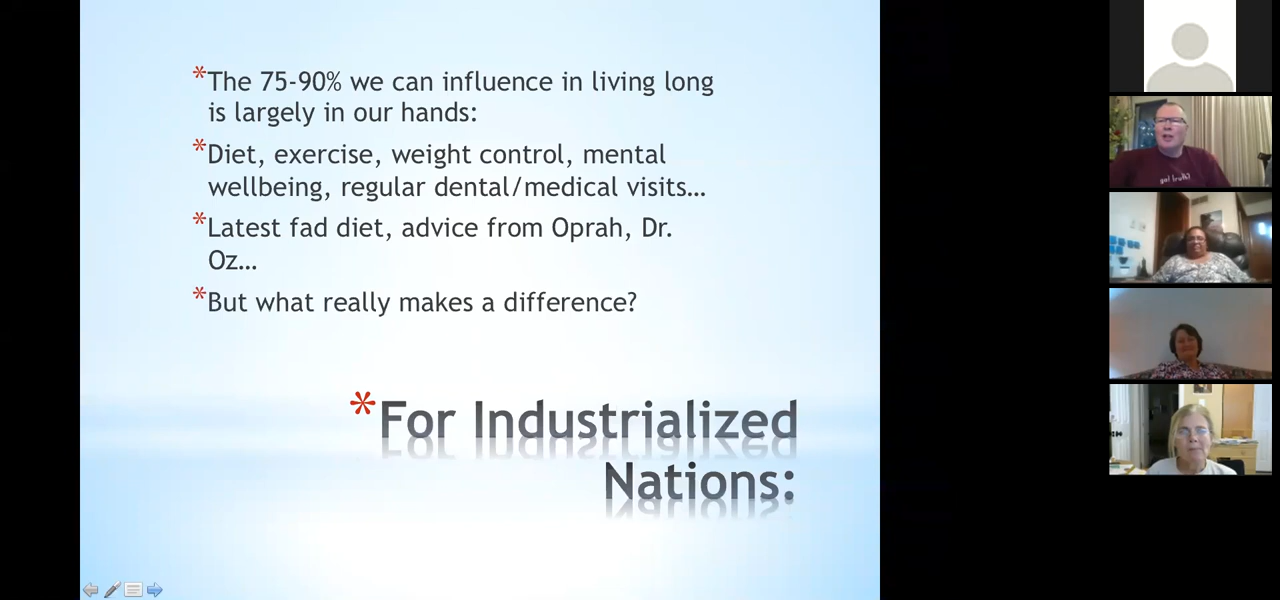 *The 75-90% we can influence in living long
is largely in our hands:
*Diet, exercise, weight control, mental
wellbeing, regular dental/medical visits...
*Latest fad diet, advice from Oprah, Dr.
Oz...
*But what really makes a difference?
*For Industrialized
Nations:
got truth?